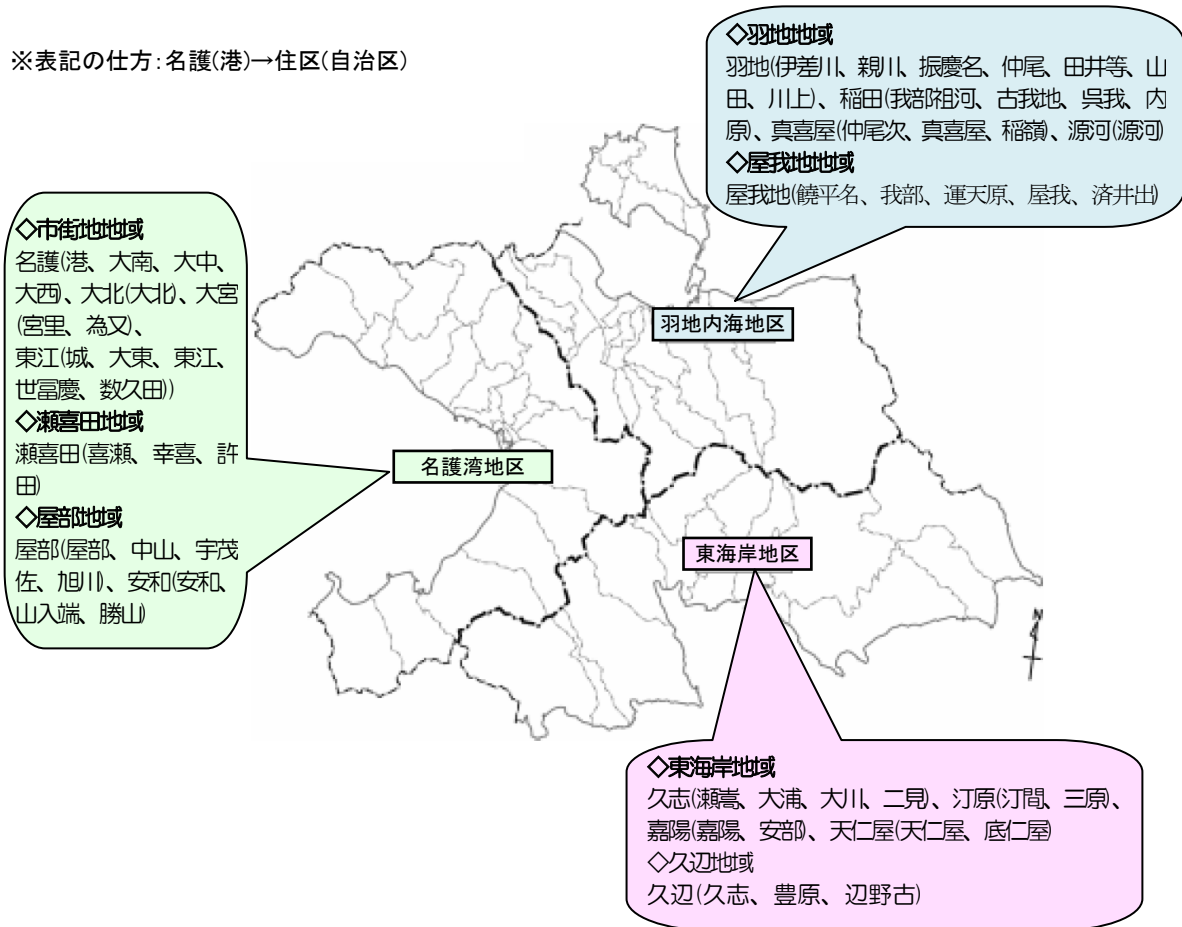 ※表記の仕方:名護(港)→住区(自治区)
◇羽地地域
羽地(伊差川、親川、振慶名、仲尾、田井等、山
田、川上)、稲田(我部祖河、古我地、呉我、内
原)、真喜屋(仲尾次、真喜屋、稲嶺)、源河(源河)
◇屋我地地域
屋我地(饒平名、我部、運天原、屋我、済井出)
◇市街地地域
名護(港、大南、大中、
大西)、大北(大北)、大宮
(宮里、為又)、
東江(城、大東、東江、
世冨慶、数久田))
◇瀬喜田地域
瀬喜田(喜瀬、幸喜、許
田)
◇屋部地域
屋部(屋部、中山、宇茂
佐、旭川)、安和(安和、
山入端、勝山)
羽地内海地区
名護湾地区
東海岸地区
N
◇東海岸地域
久志(瀬嵩、大浦、大川、二見)、汀原(汀間、三原)、
嘉陽(嘉陽、安部)、天仁屋(天仁屋、底仁屋)
◇久辺地域
久辺(久志、豊原、辺野古)